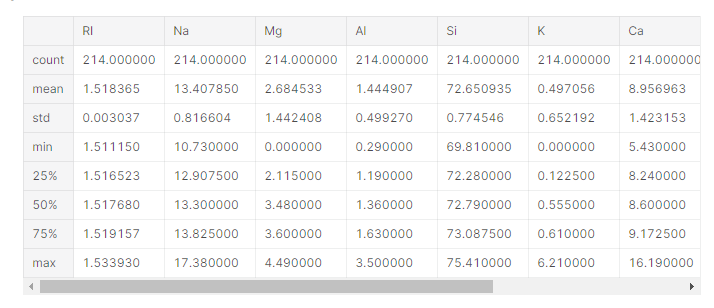 RI Na Mg Al Si K Ca
count 214.000000 214.000000 214.000000 214.000000 214.000000 214.000000 214.000000
mean 1.518365 13.407850 2.684533 1.444907 72.650935 0.497056 8.956963
std 0.003037 0.816604 1.442408 0.499270 0.774546 0.652192 1.423153
min 1.511150 10.730000 0.000000 0.290000 69.810000 0.000000 5.430000
25% 1.516523 12.907500 2.115000 1.190000 72.280000 0.122500 8.240000
50% 1.517680 13.300000 3.480000 1.360000 72.790000 0.555000 8.600000
75% 1.519157 13.825000 3.600000 1.630000 73.087500 0.610000 9.172500
max 1.533930 17.380000 4.490000 3.500000 75.410000 6.210000 16.190000